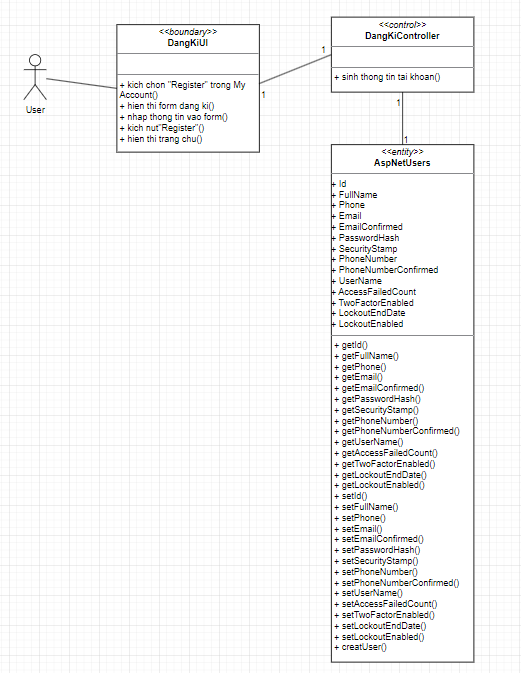 User
<<boundary>>
DangKiUI
+ kich chon "Register" trong My
Account()
+ hien thi form dang ki()
+ nhap thong tin vao form()
+ kich nut"Register"()
+ hien thi trang chu()
1
1
<<control>>
DangKiController
+ sinh thong tin tai khoan()
1
1
<<entity>>
AspNetUsers
+ Id
+ FullName
+ Phone
+ Email
+ EmailConfirmed
+ PasswordHash
+ SecurityStamp
+ PhoneNumber
+ PhoneNumberConfirmed
+ UserName
+ AccessFailedCount
+ TwoFactorEnabled
+ LockoutEndDate
+ LockoutEnabled
+ getId()
+ getFullName()
+ getPhone()
+ getEmail()
+ getEmailConfirmed()
+ getPasswordHash()
+ getSecurityStamp()
+ getPhoneNumber()
+ getPhoneNumberConfirmed()
+ getUserName()
+ getAccessFailedCount()
+ getTwoFactorEnabled()
+ getLockoutEndDate()
+ getLockoutEnabled()
+ setId()
+ setFullName()
+ setPhone()
+ setEmail()
+ setEmailConfirmed()
+ setPasswordHash()
+ setSecurityStamp()
+ setPhoneNumber()
+ setPhoneNumberConfirmed()
+ setUserName()
+ setAccessFailedCount()
+ setTwoFactorEnabled()
+ setLockoutEndDate()
+ setLockoutEnabled()
+ creatUser()